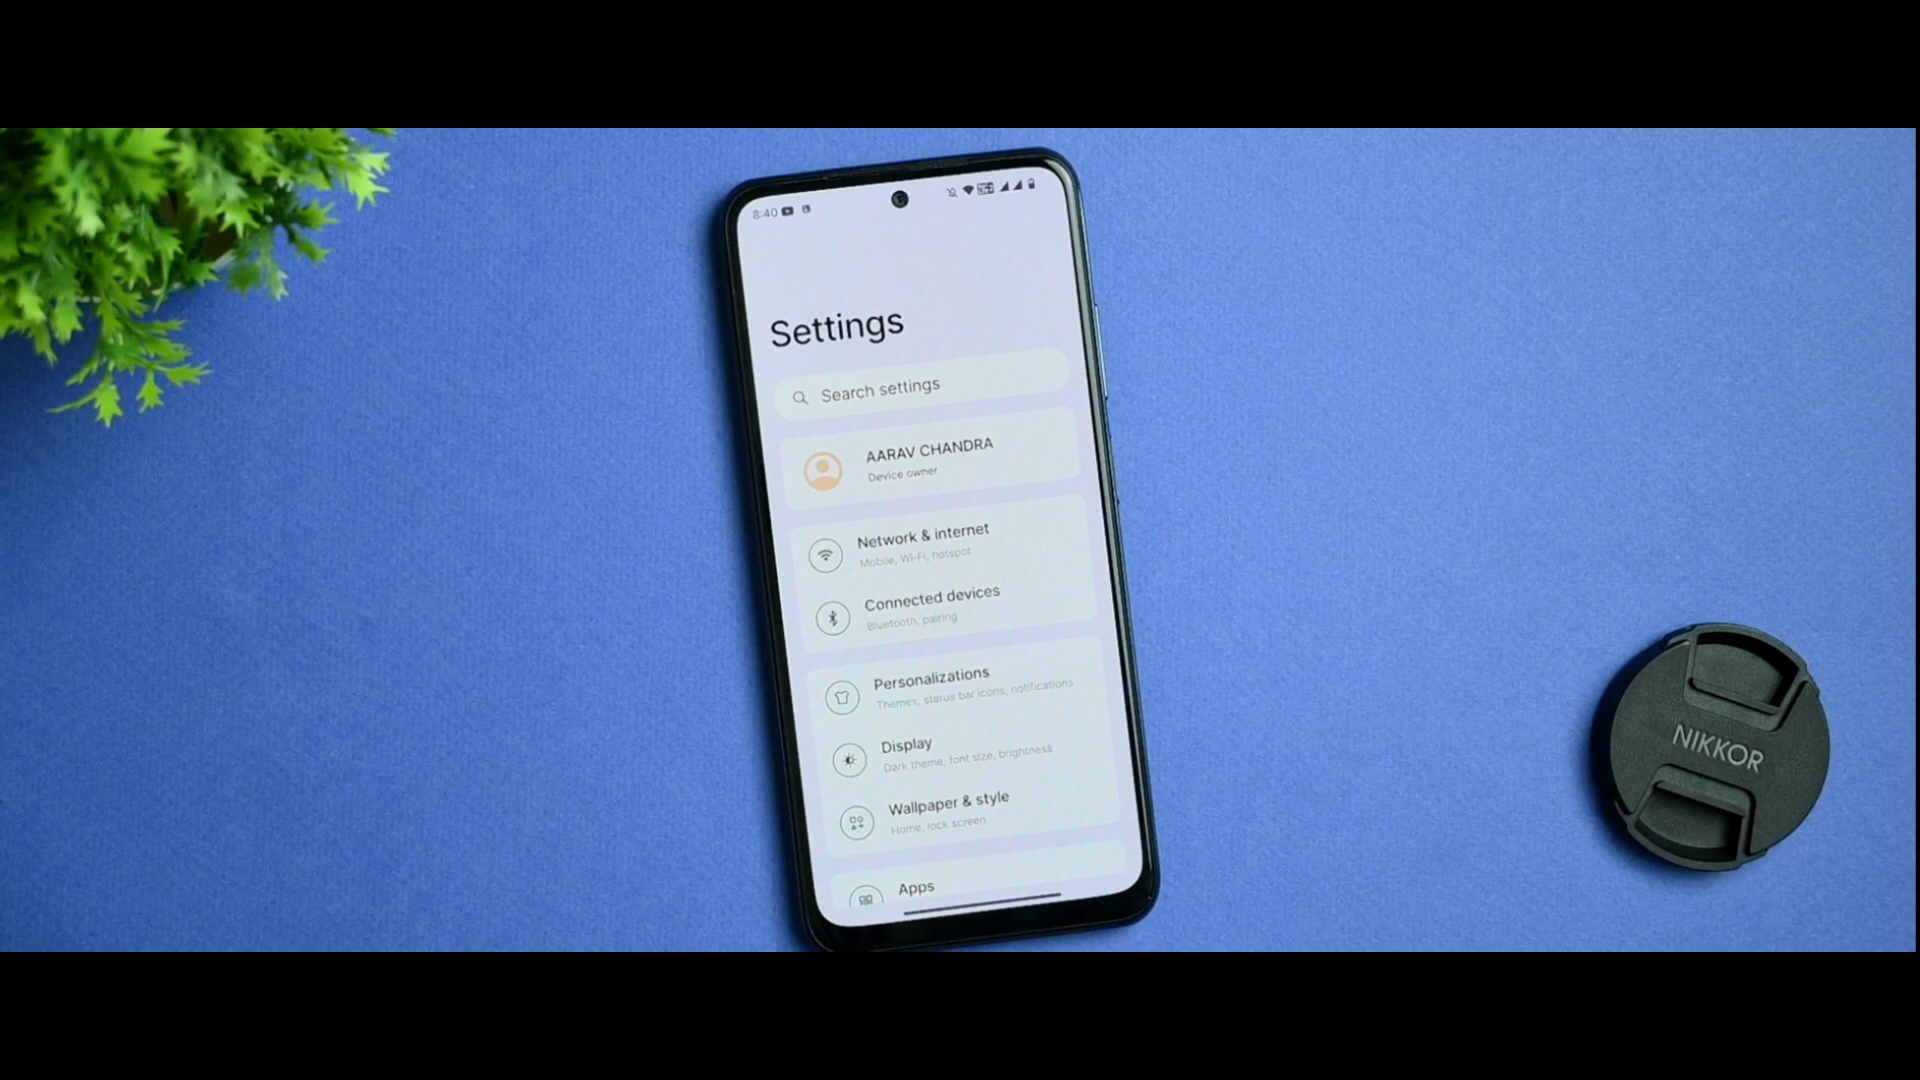 8:40
Settings
Search settings
AARAV CHANDRA
Device owner
Network & internet
Mobile, Wi-Fi, hotspot
Connected devices
Bluetooth, pairing
Personalizations
Themes, status bar icons, notifications
Display
Dark theme, font size, brightness
Wallpaper & style
Home, lock screen
Apps
NIKKOR